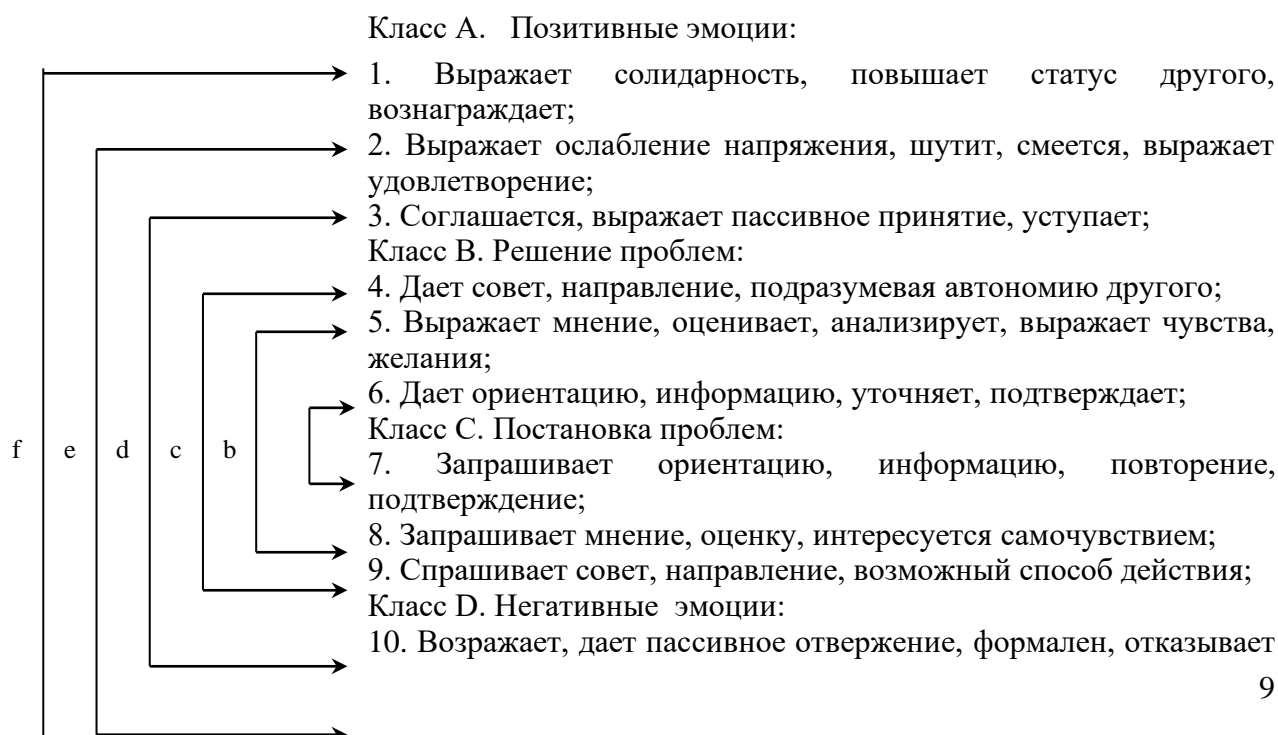 Класс А. Позитивные эмоции:
1. Выражает солидарность, повышает статус другого,
вознаграждает;
2. Выражает ослабление напряжения, шутит, смеется, выражает
удовлетворение;
3. Соглашается, выражает пассивное принятие, уступает;
Класс В. Решение проблем:
4. Дает совет, направление, подразумевая автономию другого;
5. Выражает мнение, оценивает, анализирует, выражает чувства,
желания;
6. Дает ориентацию, информацию, уточняет, подтверждает;
Класс С. Постановка проблем:
f e d c b
7. Запрашивает ориентацию, информацию, повторение,
подтверждение;
8. Запрашивает мнение, оценку, интересуется самочувствием;
9. Спрашивает совет, направление, возможный способ действия;
Класс D. Негативные эмоции:
10. Возражает, дает пассивное отвержение, формален, отказывает
9